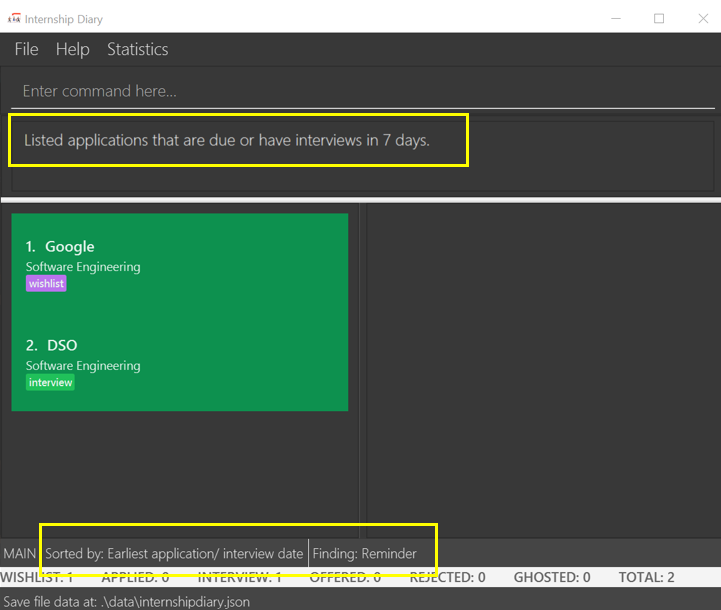 Internship Diary
File Help Statistics
Enter command here...
Listed applications that are due or have interviews in 7 days.
1. Google
Software Engineering
wishlist
2. DSO
Software Engineering
interview
MAIN Sorted by: Earliest application/ interview date Finding: Reminder
WISHLIST: 1 APPLIED: 0 INTERVIEW: 1 OFFERED: 0 REJECTED: 0 GHOSTED: 0 TOTAL: 2
Save file data at: .\data\internshipdiary.json